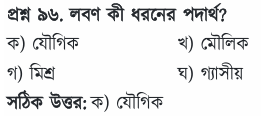 প্রশ্ন ৯৬. লবণ কী ধরনের পদার্থ?
ক) যৌগিক খ) মৌলিক
গ) মিশ্র ঘ) গ্যাসীয়
সঠিক উত্তর: ক) যৌগিক